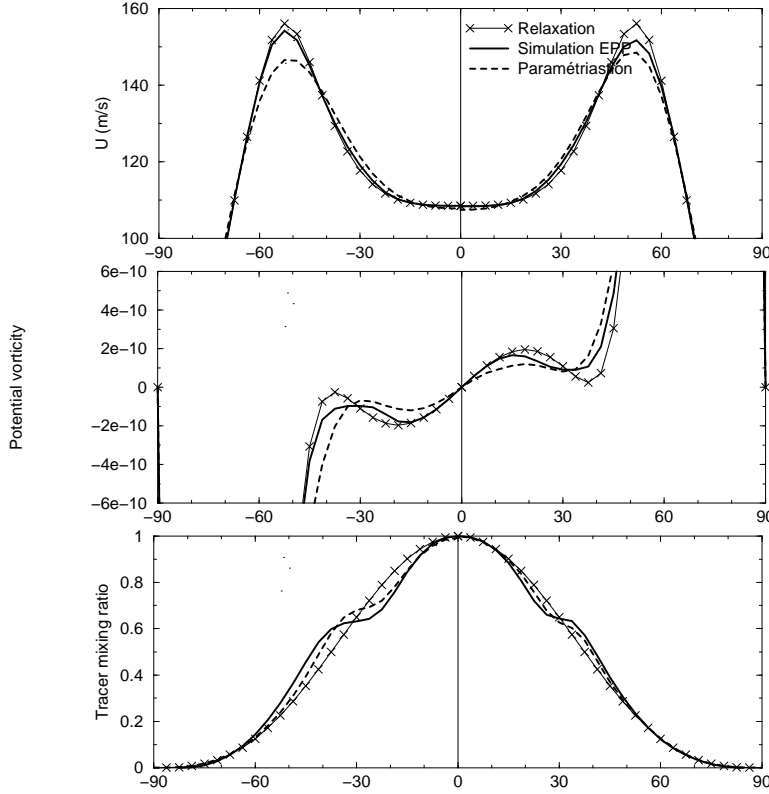 160
140
120
100
U (m/s)
Relaxation
Simulation
Paramétriastion
−90 −60 −30 0 30 60 90
6e−10
4e−10
2e−10
0
−2e−10
−4e−10
−6e−10
Potential vorticity
−90 −60 −30 0 30 60 90
1
0.8
0.6
0.4
0.2
0
Tracer mixing ratio
−90 −60 −30 0 30 60 90